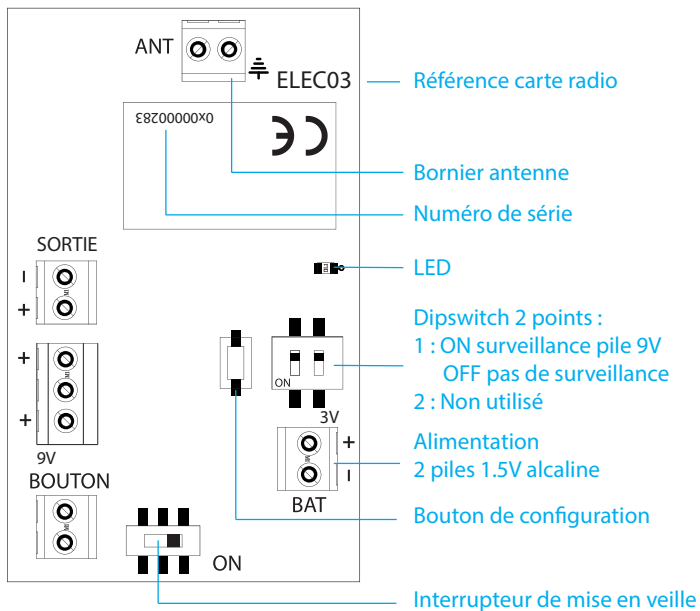 ANT
ELEC03
Référence carte radio
0x00000283
CE
Bornier antenne
Numéro de série
SORTIE
−
+
LED
Dipswitch 2 points :
1 : ON surveillance pile 9V
OFF pas de surveillance
2 : Non utilisé
ON
+
+
9V
3V
+
−
BAT
Alimentation
2 piles 1.5V alcaline
BOUTON
Bouton de configuration
ON
Interrupteur de mise en veille